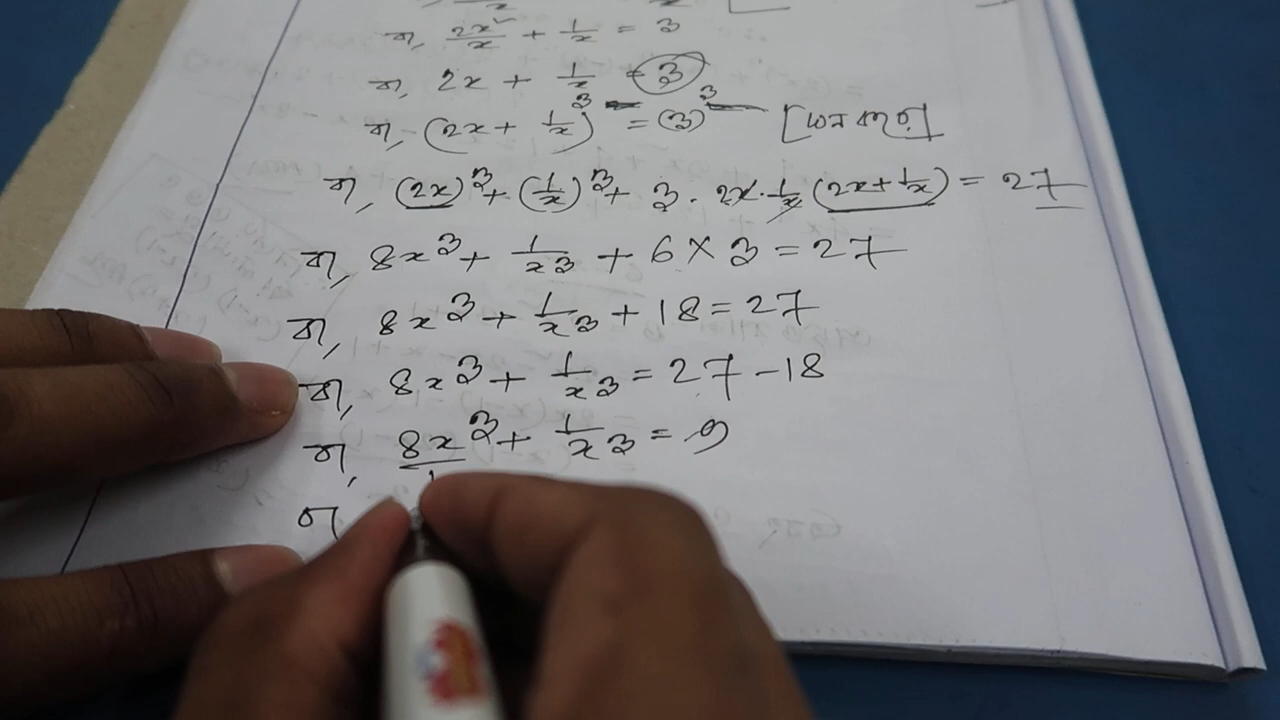 বা, 2x²/x + 1/x = 3
বা, 2x + 1/x = 3
বা, (2x + 1/x)³ = (3)³ [ঘন করে]
বা, (2x)³ + (1/x)³ + 3 . 2x . 1/x (2x + 1/x) = 27
বা, 8x³ + 1/x³ + 6 × 3 = 27
বা, 8x³ + 1/x³ + 18 = 27
বা, 8x³ + 1/x³ = 27 - 18
বা, 8x³/1 + 1/x³ = 9
বা